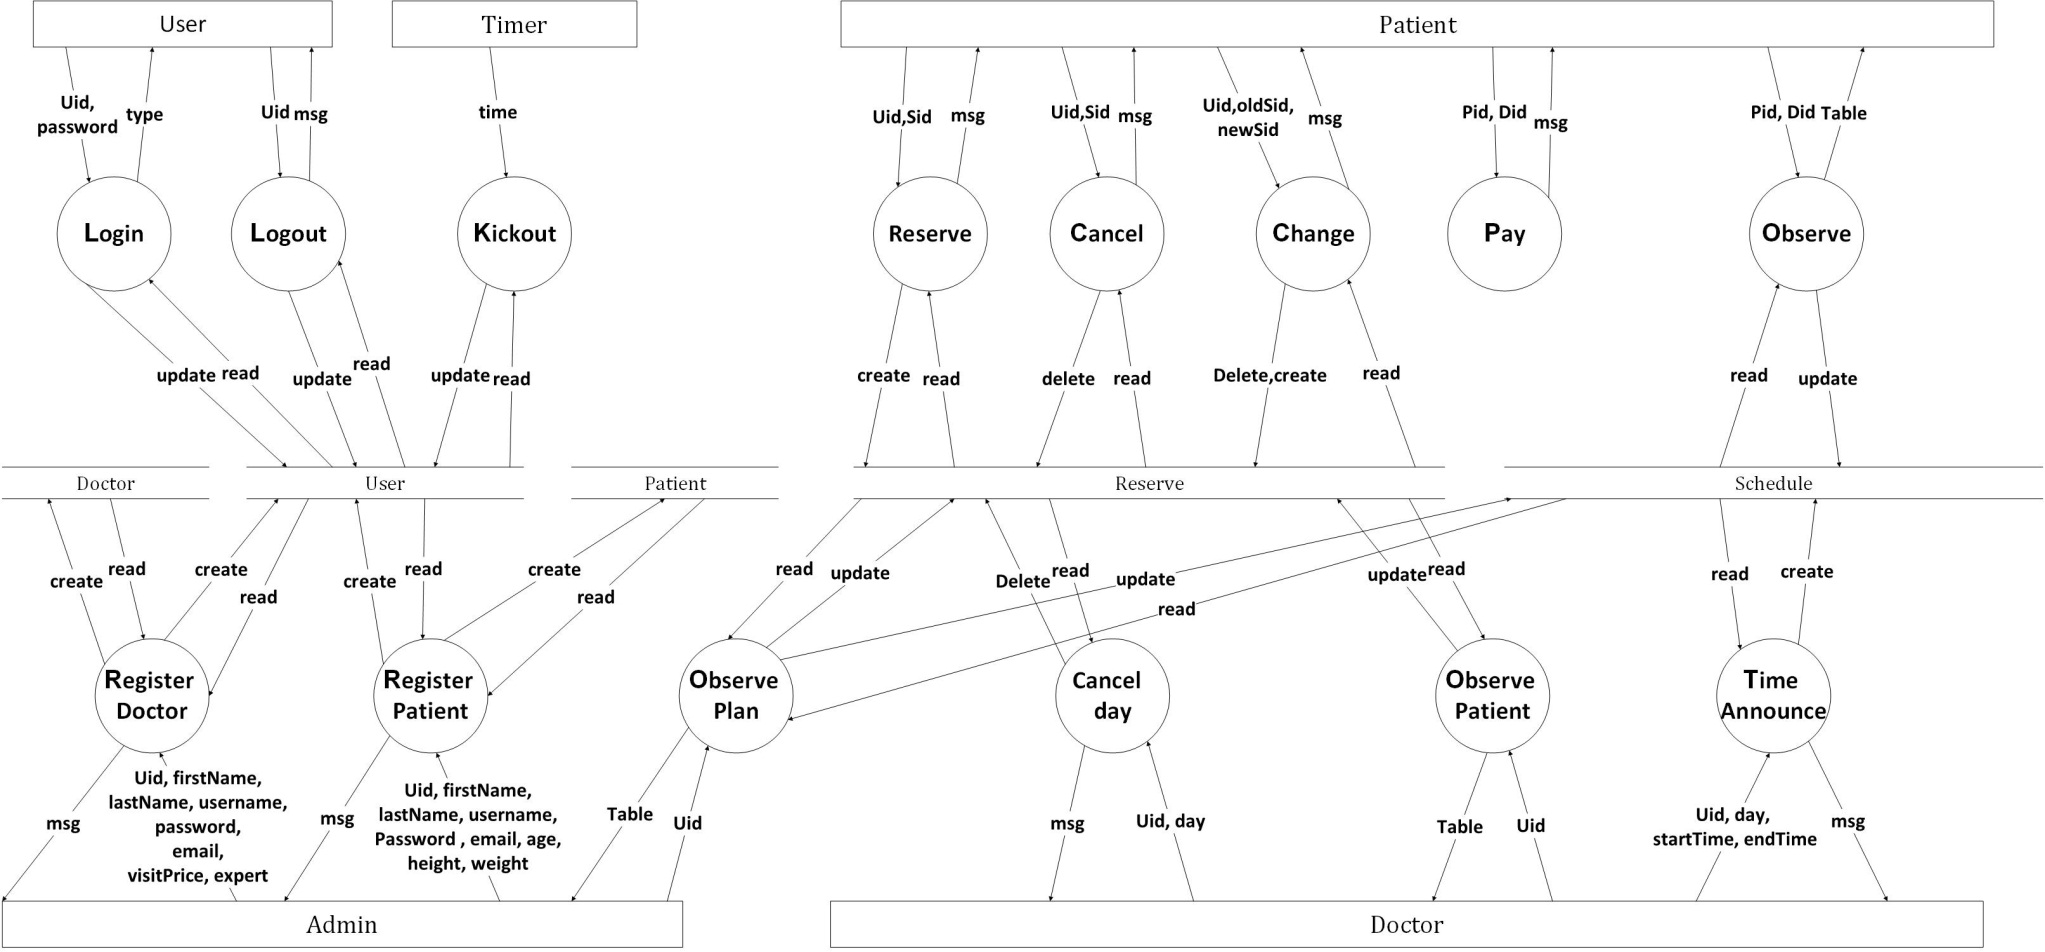 User
Timer
Patient
Uid,
password
type
Uid
msg
time
Uid,Sid
msg
Uid,Sid
msg
Uid,oldSid,
newSid
msg
Pid, Did
msg
Pid, Did
Table
Login
Logout
Kickout
Reserve
Cancel
Change
Pay
Observe
update
read
update
read
update
read
create
read
delete
read
Delete,create
read
read
update
Doctor
User
Patient
Reserve
Schedule
create
read
create
read
create
read
create
read
read
update
Delete
read
update
read
update
read
read
create
Register
Doctor
Register
Patient
Observe
Plan
Cancel
day
Observe
Patient
Time
Announce
msg
Uid, firstName,
lastName, username,
password,
email,
visitPrice, expert
msg
Uid, firstName,
lastName, username,
Password , email, age,
height, weight
Table
Uid
msg
Uid, day
Table
Uid
Uid, day,
startTime, endTime
msg
Admin
Doctor